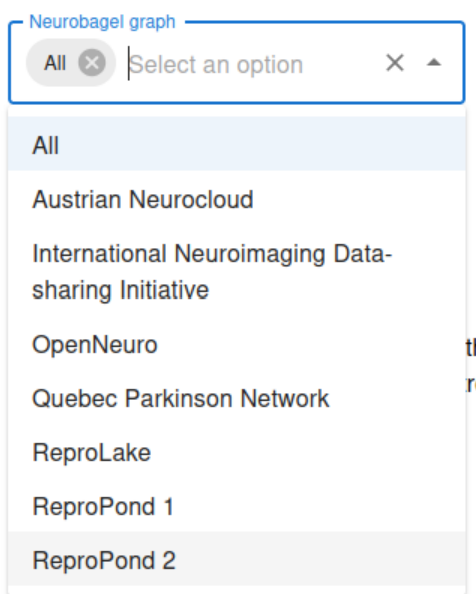 Neurobagel graph
All
Select an option
All
Austrian Neurocloud
International Neuroimaging Data-
sharing Initiative
OpenNeuro
Quebec Parkinson Network
ReproLake
ReproPond 1
ReproPond 2